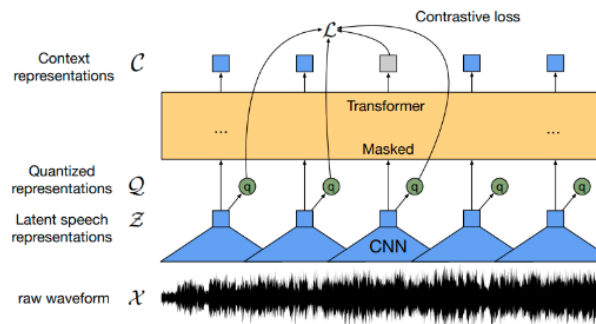 Contrastive loss
ℒ
Context
representations 𝒞
Transformer
... ...
Masked
Quantized
representations 𝒬
q q q q q
Latent speech
representations 𝒵
CNN
raw waveform 𝒳